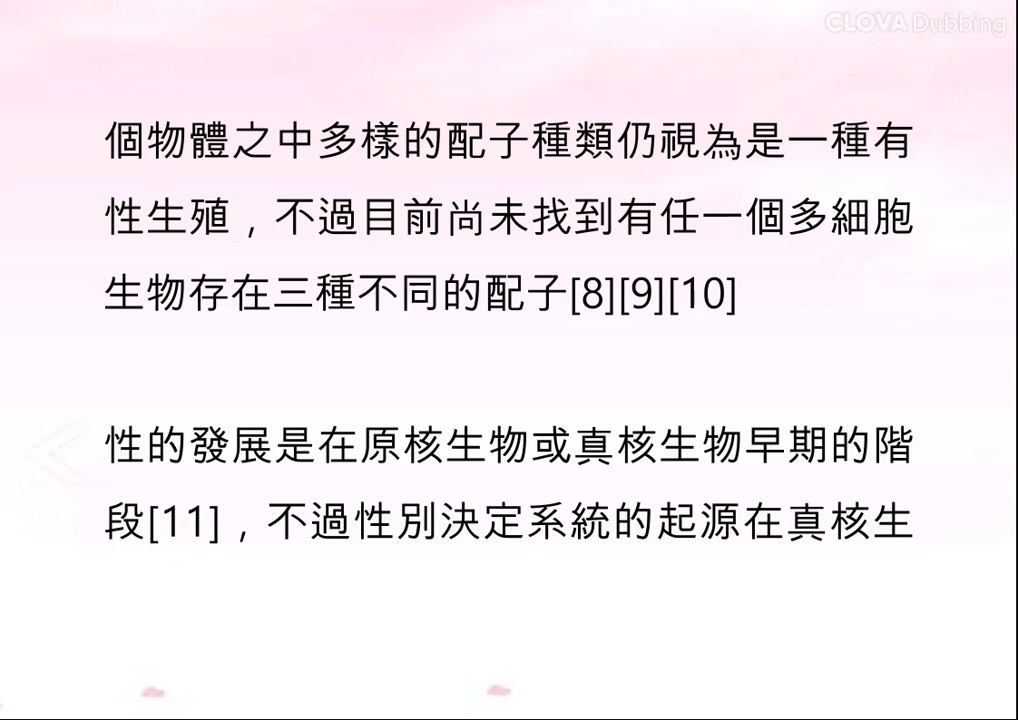 CLOVA Dubbing
個物體之中多樣的配子種類仍視為是一種有
性生殖，不過目前尚未找到有任一個多細胞
生物存在三種不同的配子[8][9][10]
性的發展是在原核生物或真核生物早期的階
段[11]，不過性別決定系統的起源在真核生